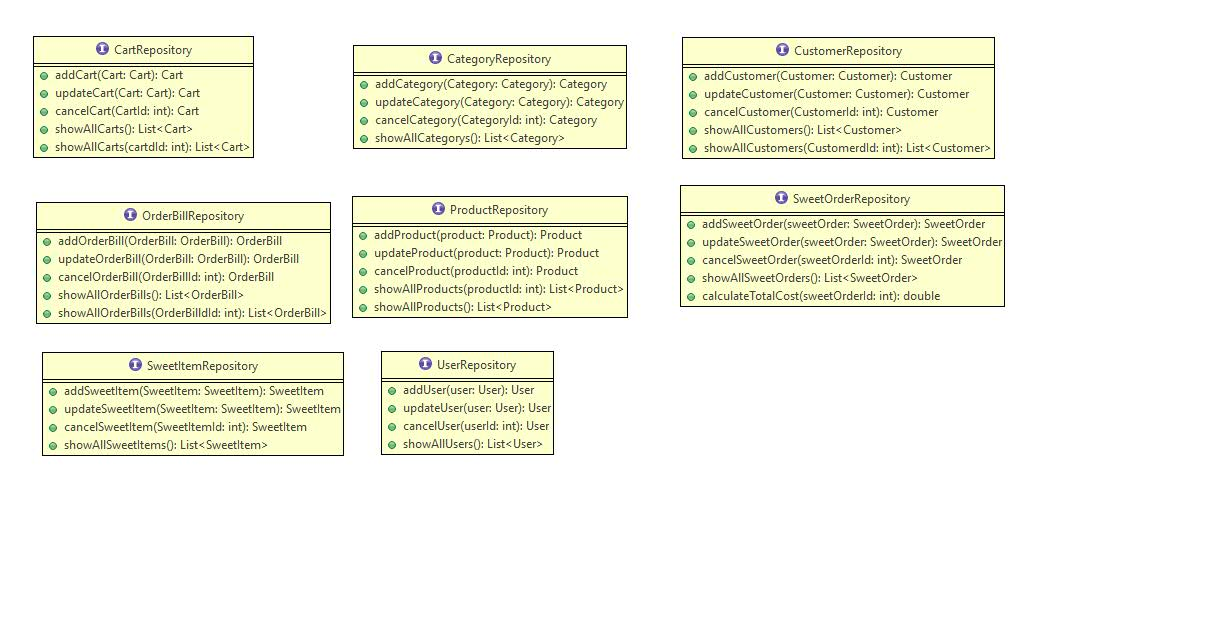 CartRepository
addCart(Cart: Cart): Cart
updateCart(Cart: Cart): Cart
cancelCart(CartId: int): Cart
showAllCarts(): List<Cart>
showAllCarts(cartdId: int): List<Cart>
CategoryRepository
addCategory(Category: Category): Category
updateCategory(Category: Category): Category
cancelCategory(CategoryId: int): Category
showAllCategorys(): List<Category>
CustomerRepository
addCustomer(Customer: Customer): Customer
updateCustomer(Customer: Customer): Customer
cancelCustomer(CustomerId: int): Customer
showAllCustomers(): List<Customer>
showAllCustomers(CustomerdId: int): List<Customer>
OrderBillRepository
addOrderBill(OrderBill: OrderBill): OrderBill
updateOrderBill(OrderBill: OrderBill): OrderBill
cancelOrderBill(OrderBillId: int): OrderBill
showAllOrderBills(): List<OrderBill>
showAllOrderBills(OrderBilldId: int): List<OrderBill>
ProductRepository
addProduct(product: Product): Product
updateProduct(product: Product): Product
cancelProduct(productId: int): Product
showAllProducts(productId: int): List<Product>
showAllProducts(): List<Product>
SweetOrderRepository
addSweetOrder(sweetOrder: SweetOrder): SweetOrder
updateSweetOrder(sweetOrder: SweetOrder): SweetOrder
cancelSweetOrder(sweetOrderId: int): SweetOrder
showAllSweetOrders(): List<SweetOrder>
calculateTotalCost(sweetOrderId: int): double
SweetItemRepository
addSweetItem(SweetItem: SweetItem): SweetItem
updateSweetItem(SweetItem: SweetItem): SweetItem
cancelSweetItem(SweetItemId: int): SweetItem
showAllSweetItems(): List<SweetItem>
UserRepository
addUser(user: User): User
updateUser(user: User): User
cancelUser(userId: int): User
showAllUsers(): List<User>